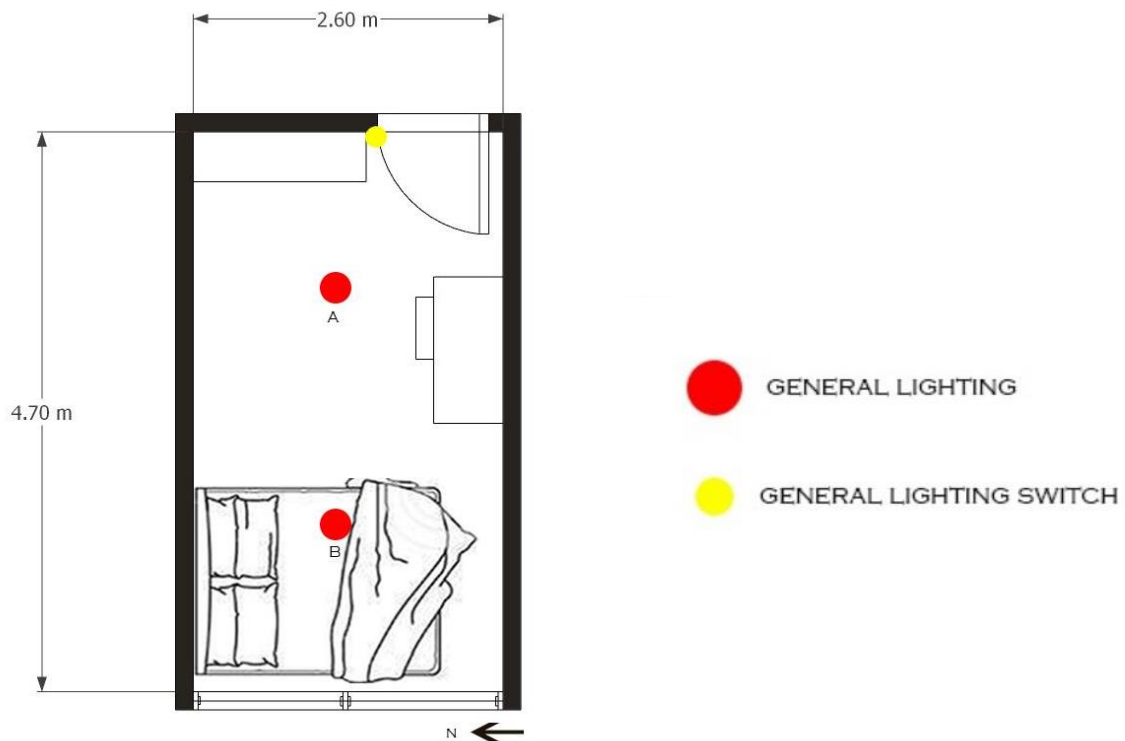 2.60 m
A
4.70 m
GENERAL LIGHTING
GENERAL LIGHTING SWITCH
B
N